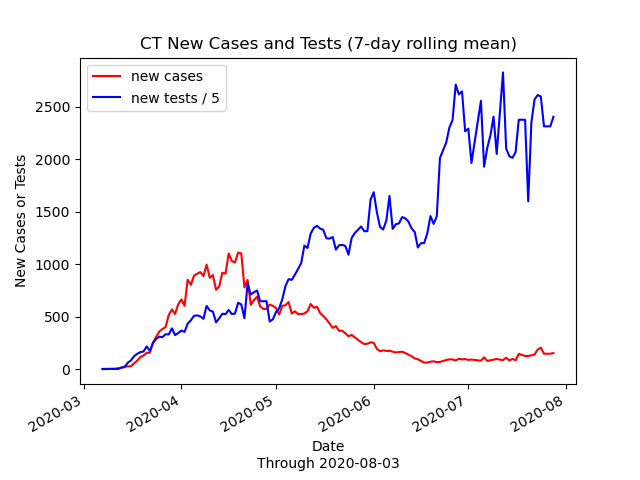 CT New Cases and Tests (7-day rolling mean)
new cases
new tests / 5
New Cases or Tests
2500
2000
1500
1000
500
0
2020-03
2020-04
2020-05
2020-06
2020-07
2020-08
Date
Through 2020-08-03